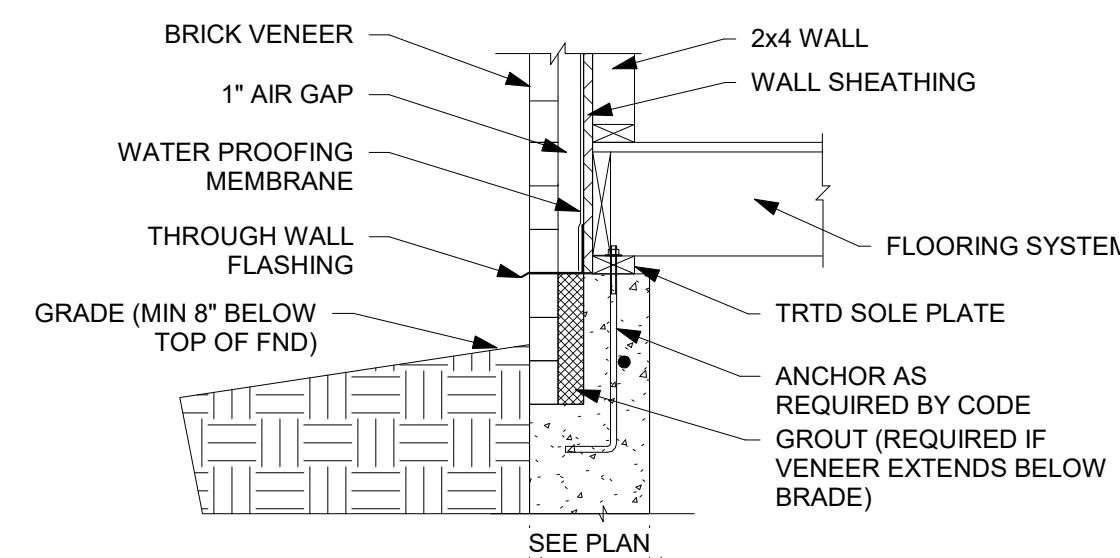 BRICK VENEER
1" AIR GAP
WATER PROOFING
MEMBRANE
THROUGH WALL
FLASHING
GRADE (MIN 8" BELOW
TOP OF FND)
2x4 WALL
WALL SHEATHING
FLOORING SYSTEM
TRTD SOLE PLATE
ANCHOR AS
REQUIRED BY CODE
GROUT (REQUIRED IF
VENEER EXTENDS BELOW
BRADE)
SEE PLAN